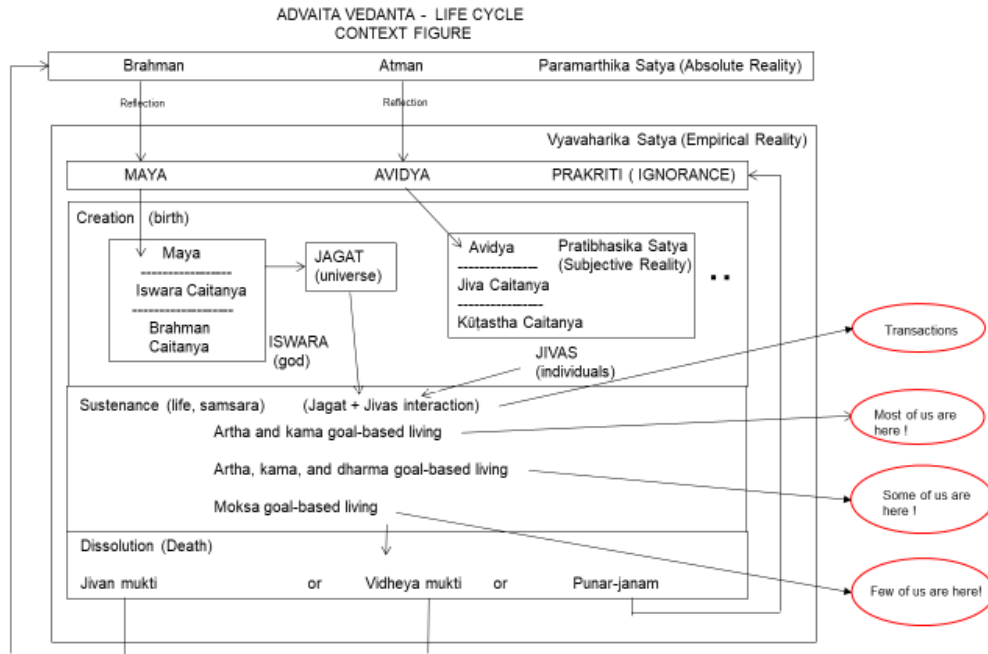 ADVAITA VEDANTA - LIFE CYCLE
CONTEXT FIGURE
Brahman Atman Paramarthika Satya (Absolute Reality)
Reflection Reflection
Vyavaharika Satya (Empirical Reality)
MAYA AVIDYA PRAKRITI ( IGNORANCE)
Creation (birth)
Maya
Iswara Caitanya
Brahman
Caitanya
ISWARA
(god)
JAGAT
(universe)
Avidya
Jiva Caitanya
Kūṭastha Caitanya
Pratibhasika Satya
(Subjective Reality)
JIVAS
(individuals)
Transactions
Sustenance (life, samsara) (Jagat + Jivas interaction)
Artha and kama goal-based living
Most of us are
here !
Artha, kama, and dharma goal-based living
Some of us are
here !
Moksa goal-based living
Dissolution (Death)
Jivan mukti or Vidheya mukti or Punar-janam
Few of us are here!